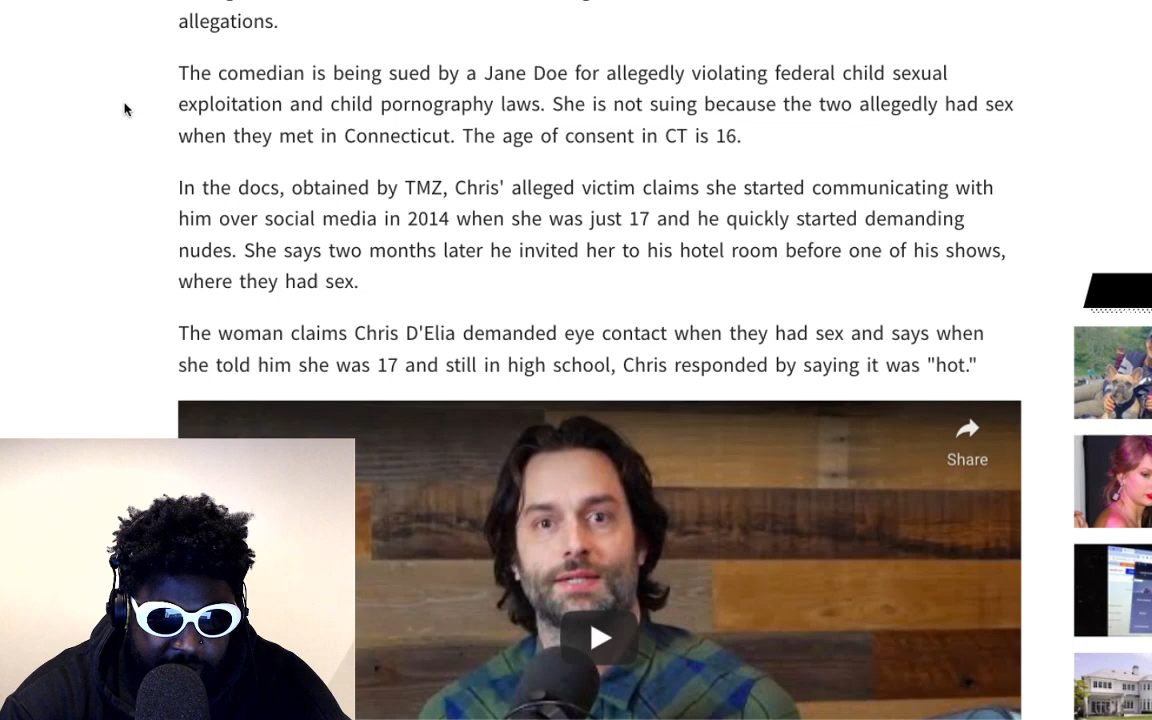 allegations.
The comedian is being sued by a Jane Doe for allegedly violating federal child sexual
exploitation and child pornography laws. She is not suing because the two allegedly had sex
when they met in Connecticut. The age of consent in CT is 16.
In the docs, obtained by TMZ, Chris' alleged victim claims she started communicating with
him over social media in 2014 when she was just 17 and he quickly started demanding
nudes. She says two months later he invited her to his hotel room before one of his shows,
where they had sex.
The woman claims Chris D'Elia demanded eye contact when they had sex and says when
she told him she was 17 and still in high school, Chris responded by saying it was "hot."
Share